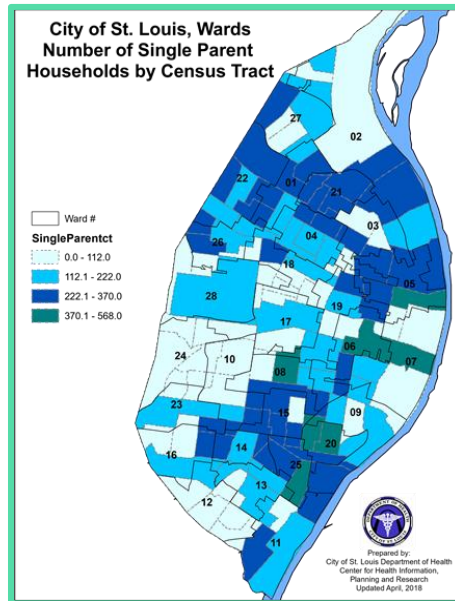 City of St. Louis, Wards
Number of Single Parent
Households by Census Tract
27
02
22
01
21
03
26
04
18
05
28
19
17
06
07
24
10
08
23
15
09
20
16
14
25
13
12
11
Ward #
SingleParentct
0.0 - 112.0
112.1 - 222.0
222.1 - 370.0
370.1 - 568.0
Prepared by:
City of St. Louis Department of Health
Center for Health Information,
Planning and Research
Updated April, 2018